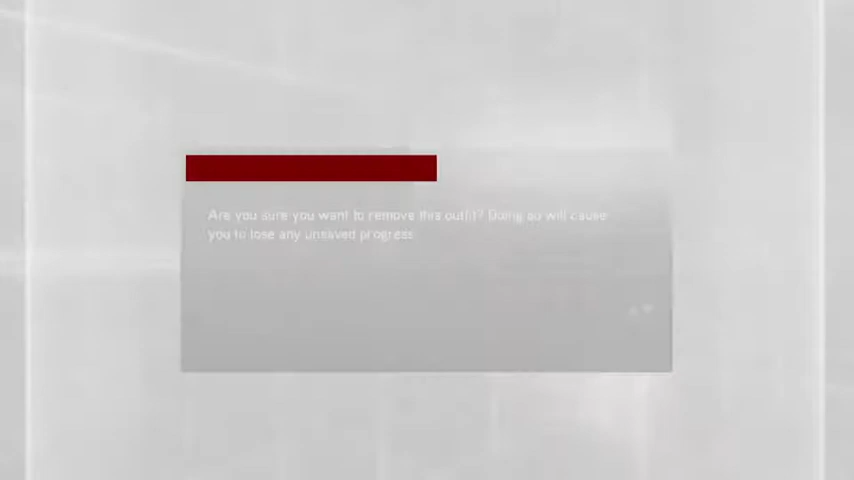 Are you sure you want to remove this outfit? Doing so will cause
you to lose any unsaved progress